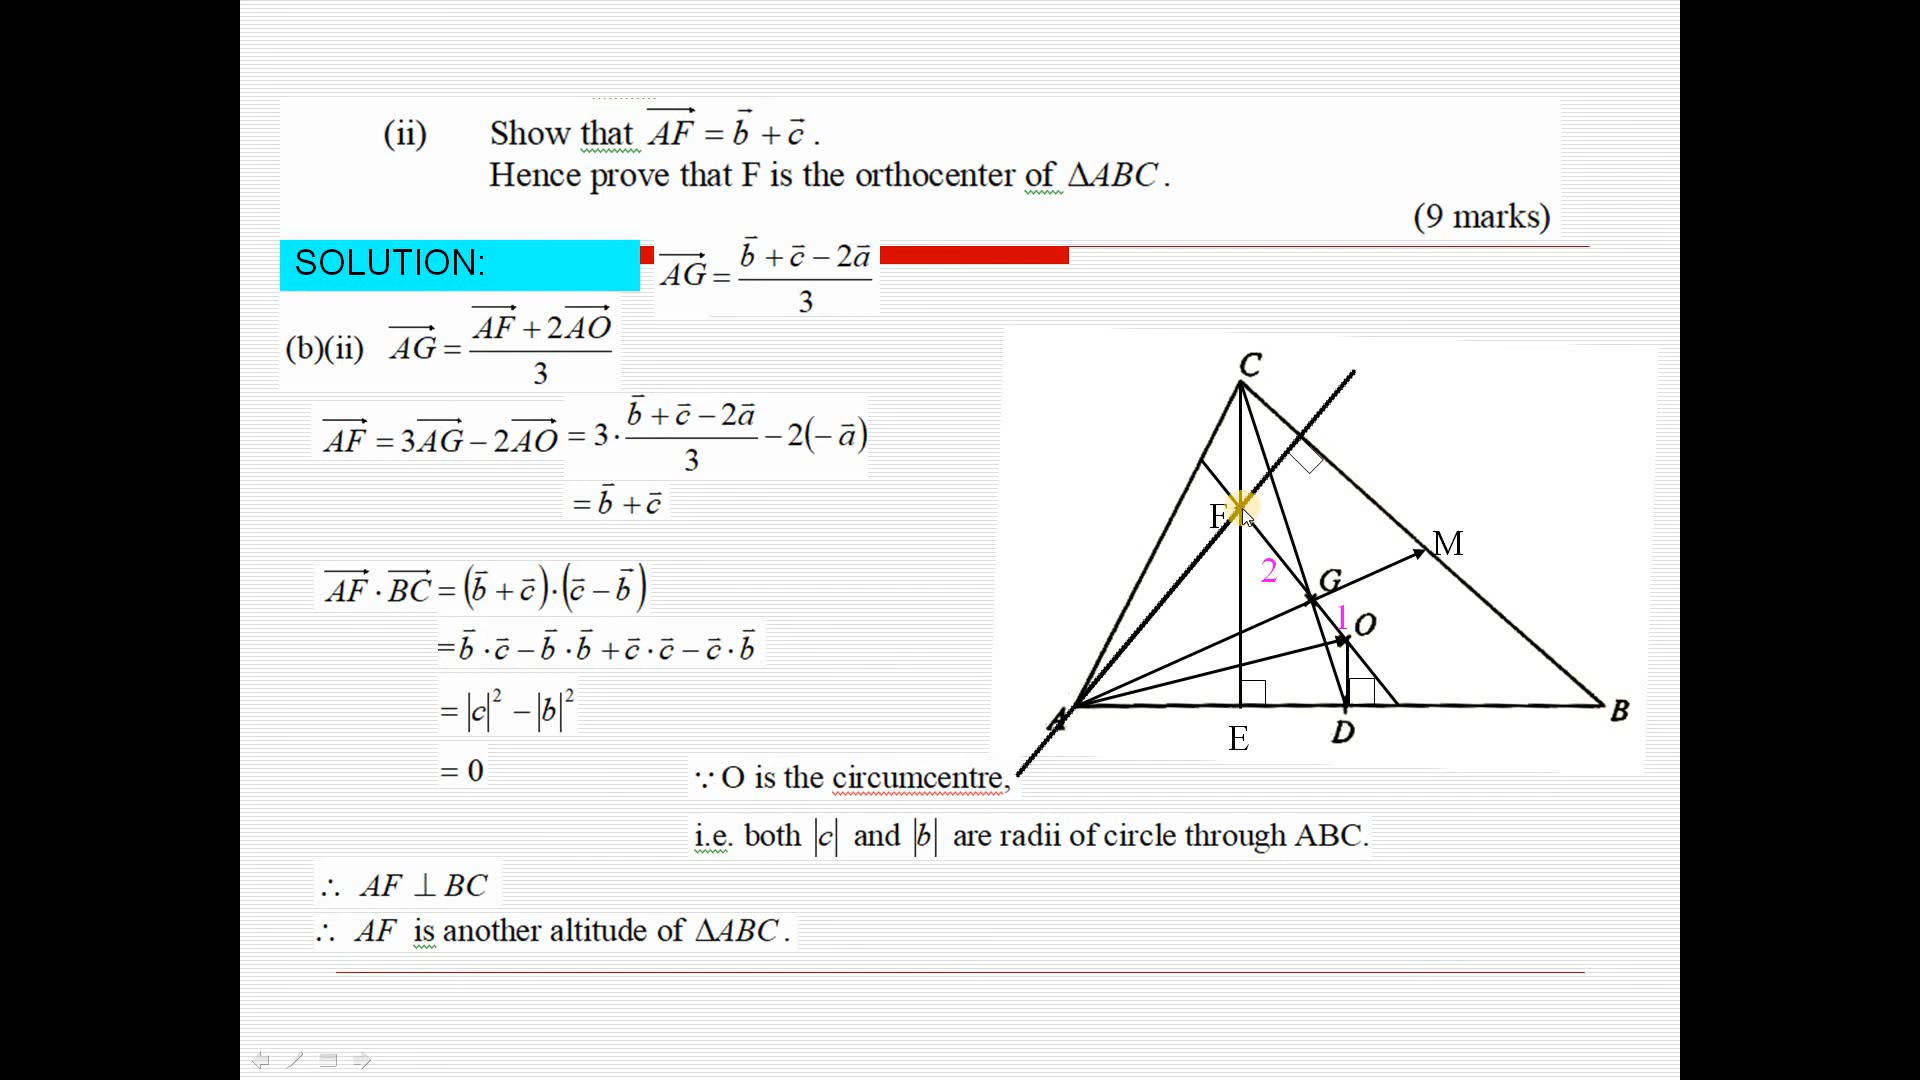 (ii) Show that $\overrightarrow{AF} = \vec{b} + \vec{c}$ .
Hence prove that F is the orthocenter of ΔABC .
(9 marks)
SOLUTION:
$\overrightarrow{AG} = \frac{\vec{b} + \vec{c} - 2\vec{a}}{3}$
(b)(ii) $\overrightarrow{AG} = \frac{\overrightarrow{AF} + 2\overrightarrow{AO}}{3}$
$\overrightarrow{AF} = 3\overrightarrow{AG} - 2\overrightarrow{AO} = 3 \cdot \frac{\vec{b} + \vec{c} - 2\vec{a}}{3} - 2(-\vec{a})$
$= \vec{b} + \vec{c}$
$\overrightarrow{AF} \cdot \overrightarrow{BC} = (\vec{b} + \vec{c}) \cdot (\vec{c} - \vec{b})$
$= \vec{b} \cdot \vec{c} - \vec{b} \cdot \vec{b} + \vec{c} \cdot \vec{c} - \vec{c} \cdot \vec{b}$
$= |c|^2 - |b|^2$
= 0
∵ O is the circumcentre,
i.e. both |c| and |b| are radii of circle through ABC.
∴ AF ⊥ BC
∴ AF is another altitude of ΔABC .
C
F
M
2
G
1
O
A
B
E
D